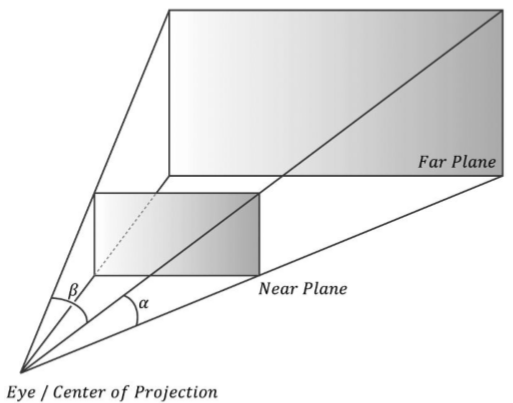 Far Plane
Near Plane
β
α
Eye / Center of Projection